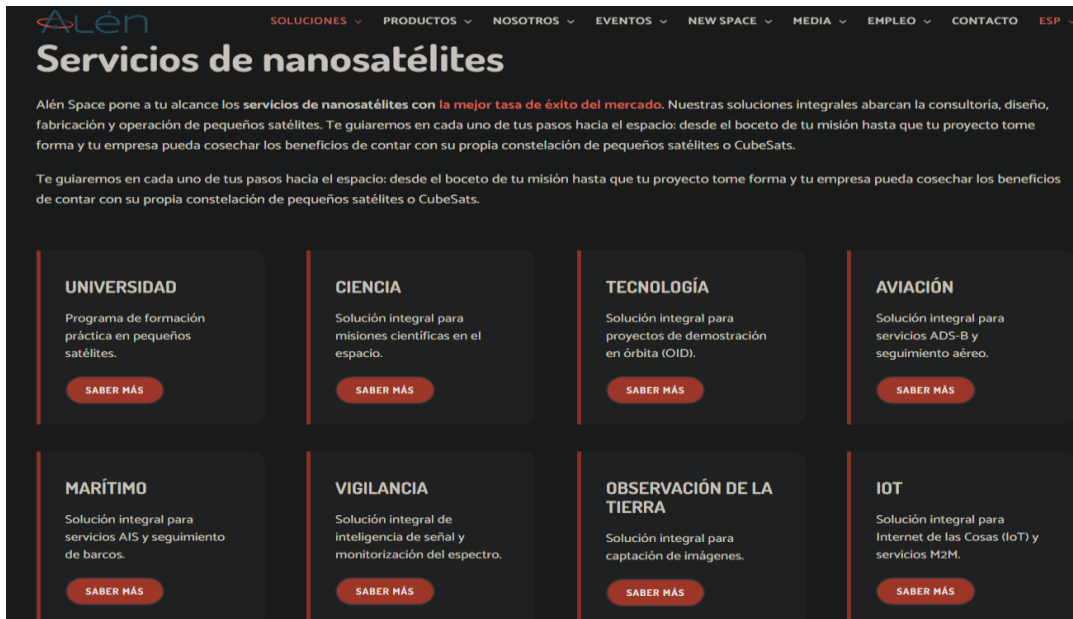 Alén
SOLUCIONES PRODUCTOS NOSOTROS EVENTOS NEW SPACE MEDIA EMPLEO CONTACTO ESP
Servicios de nanosatélites
Alén Space pone a tu alcance los servicios de nanosatélites con la mejor tasa de éxito del mercado. Nuestras soluciones integrales abarcan la consultoría, diseño,
fabricación y operación de pequeños satélites. Te guiaremos en cada uno de tus pasos hacia el espacio: desde el boceto de tu misión hasta que tu proyecto tome
forma y tu empresa pueda cosechar los beneficios de contar con su propia constelación de pequeños satélites o CubeSats.
Te guiaremos en cada uno de tus pasos hacia el espacio: desde el boceto de tu misión hasta que tu proyecto tome forma y tu empresa pueda cosechar los beneficios
de contar con su propia constelación de pequeños satélites o CubeSats.
UNIVERSIDAD
Programa de formación
práctica en pequeños
satélites.
SABER MÁS
CIENCIA
Solución integral para
misiones científicas en el
espacio.
SABER MÁS
TECNOLOGÍA
Solución integral para
proyectos de demostración
en órbita (OID).
SABER MÁS
AVIACIÓN
Solución integral para
servicios ADS-B y
seguimiento aéreo.
SABER MÁS
MARÍTIMO
Solución integral para
servicios AIS y seguimiento
de barcos.
SABER MÁS
VIGILANCIA
Solución integral de
inteligencia de señal y
monitorización del espectro.
SABER MÁS
OBSERVACIÓN DE LA
TIERRA
Solución integral para
captación de imágenes.
SABER MÁS
IOT
Solución integral para
Internet de las Cosas (IoT) y
servicios M2M.
SABER MÁS